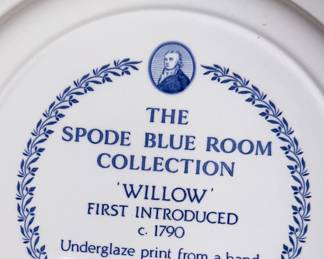 THE
SPODE BLUE ROOM
COLLECTION
'WILLOW'
FIRST INTRODUCED
c. 1790
Underglaze print from a hand